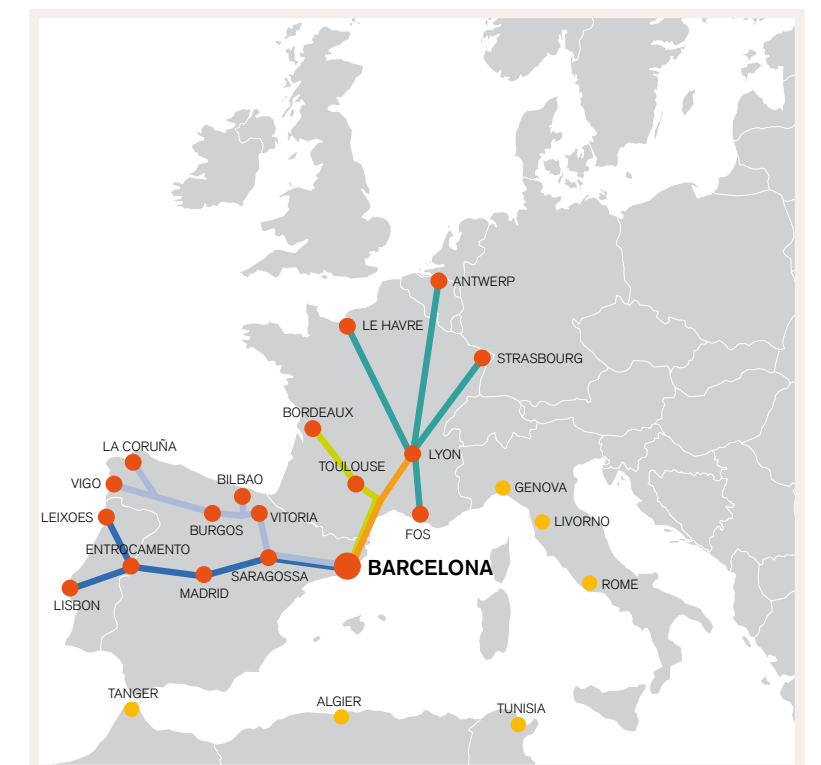 ANTWERP
LE HAVRE
STRASBOURG
BORDEAUX
LA CORUÑA
LYON
TOULOUSE
VIGO
BILBAO
GENOVA
LEIXOES
VITORIA
LIVORNO
BURGOS
FOS
ENTROCAMENTO
BARCELONA
SARAGOSSA
ROME
MADRID
LISBON
TANGER
ALGIER
TUNISIA